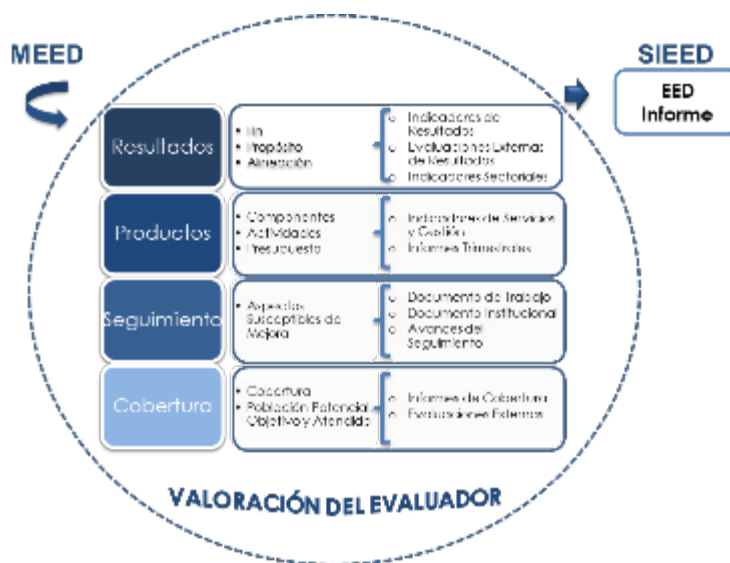 MEED
SIEED
EED
Informe
Resultados
• Fin
• Propósito
• Alineación
o Indicadores de
Resultados
o Evaluaciones Externas
de Resultados
o Indicadores Sectoriales
Productos
• Componentes
• Actividades
• Presupuesto
o Indicadores de Servicios
y Gestión
o Informes Trimestrales
Seguimiento
• Aspectos
Susceptibles de
Mejora
o Documento de Trabajo
o Documento Institucional
o Avances del
Seguimiento
Cobertura
• Cobertura
• Población Potencial,
Objetivo y Atendida
o Informes de Cobertura
o Evaluaciones Externas
VALORACIÓN DEL EVALUADOR